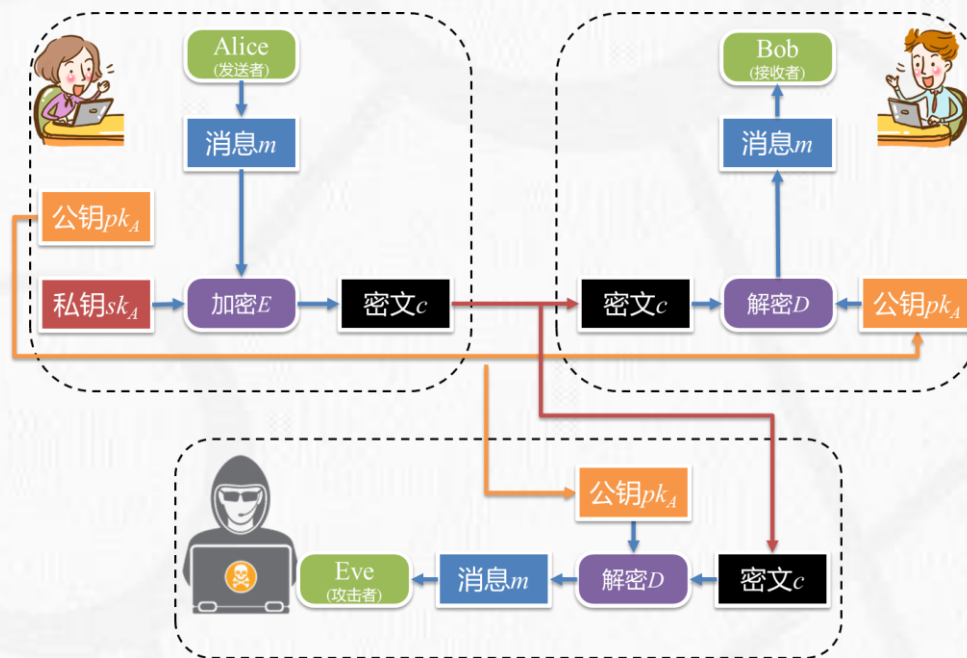 Alice
(发送者)
消息m
公钥pkA
私钥skA
加密E
密文c
Bob
(接收者)
消息m
密文c
解密D
公钥pkA
公钥pkA
Eve
(攻击者)
消息m
解密D
密文c